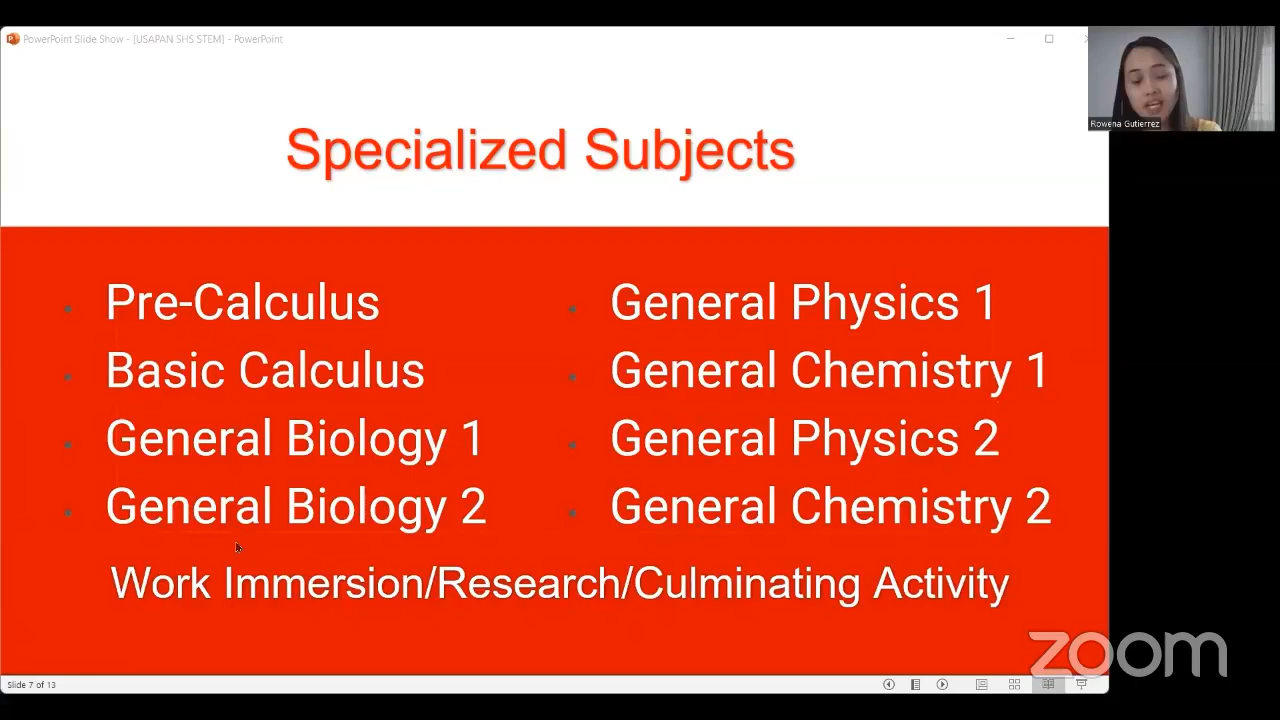 PowerPoint Slide Show - [USAPAN SHS STEM] - PowerPoint
Rowena Gutierrez
Specialized Subjects
Pre-Calculus
Basic Calculus
General Biology 1
General Biology 2
General Physics 1
General Chemistry 1
General Physics 2
General Chemistry 2
Work Immersion/Research/Culminating Activity
zoom
Slide 7 of 13